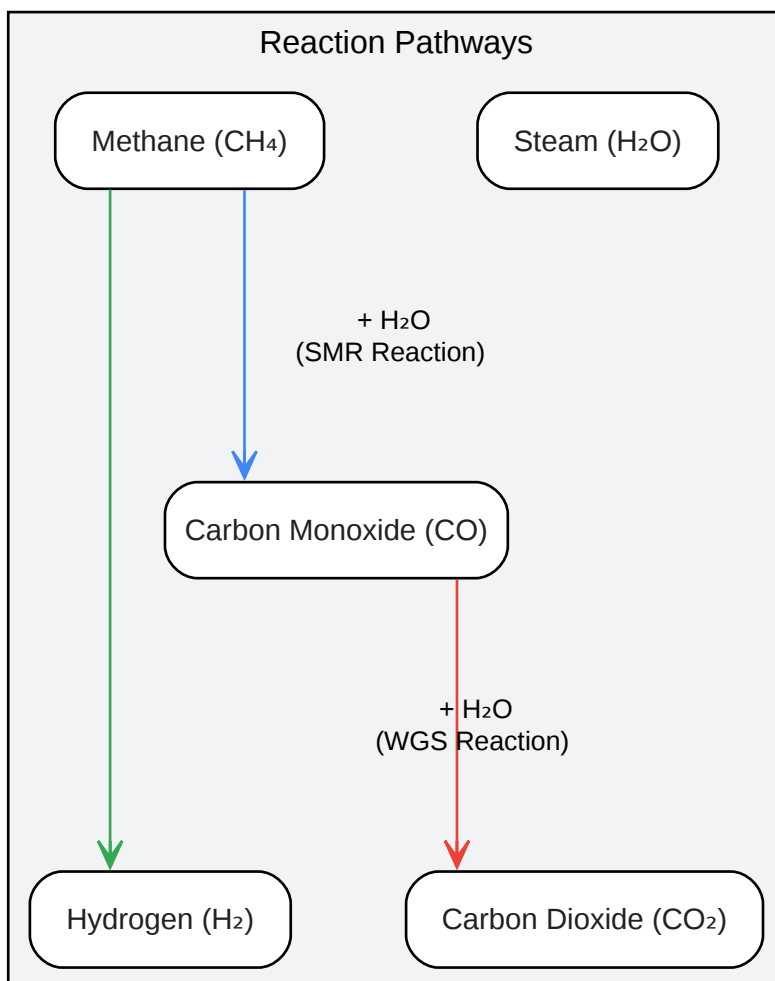 Reaction Pathways
Methane (CH₄)
Steam (H₂O)
+ H₂O
(SMR Reaction)
Carbon Monoxide (CO)
+ H₂O
(WGS Reaction)
Hydrogen (H₂)
Carbon Dioxide (CO₂)